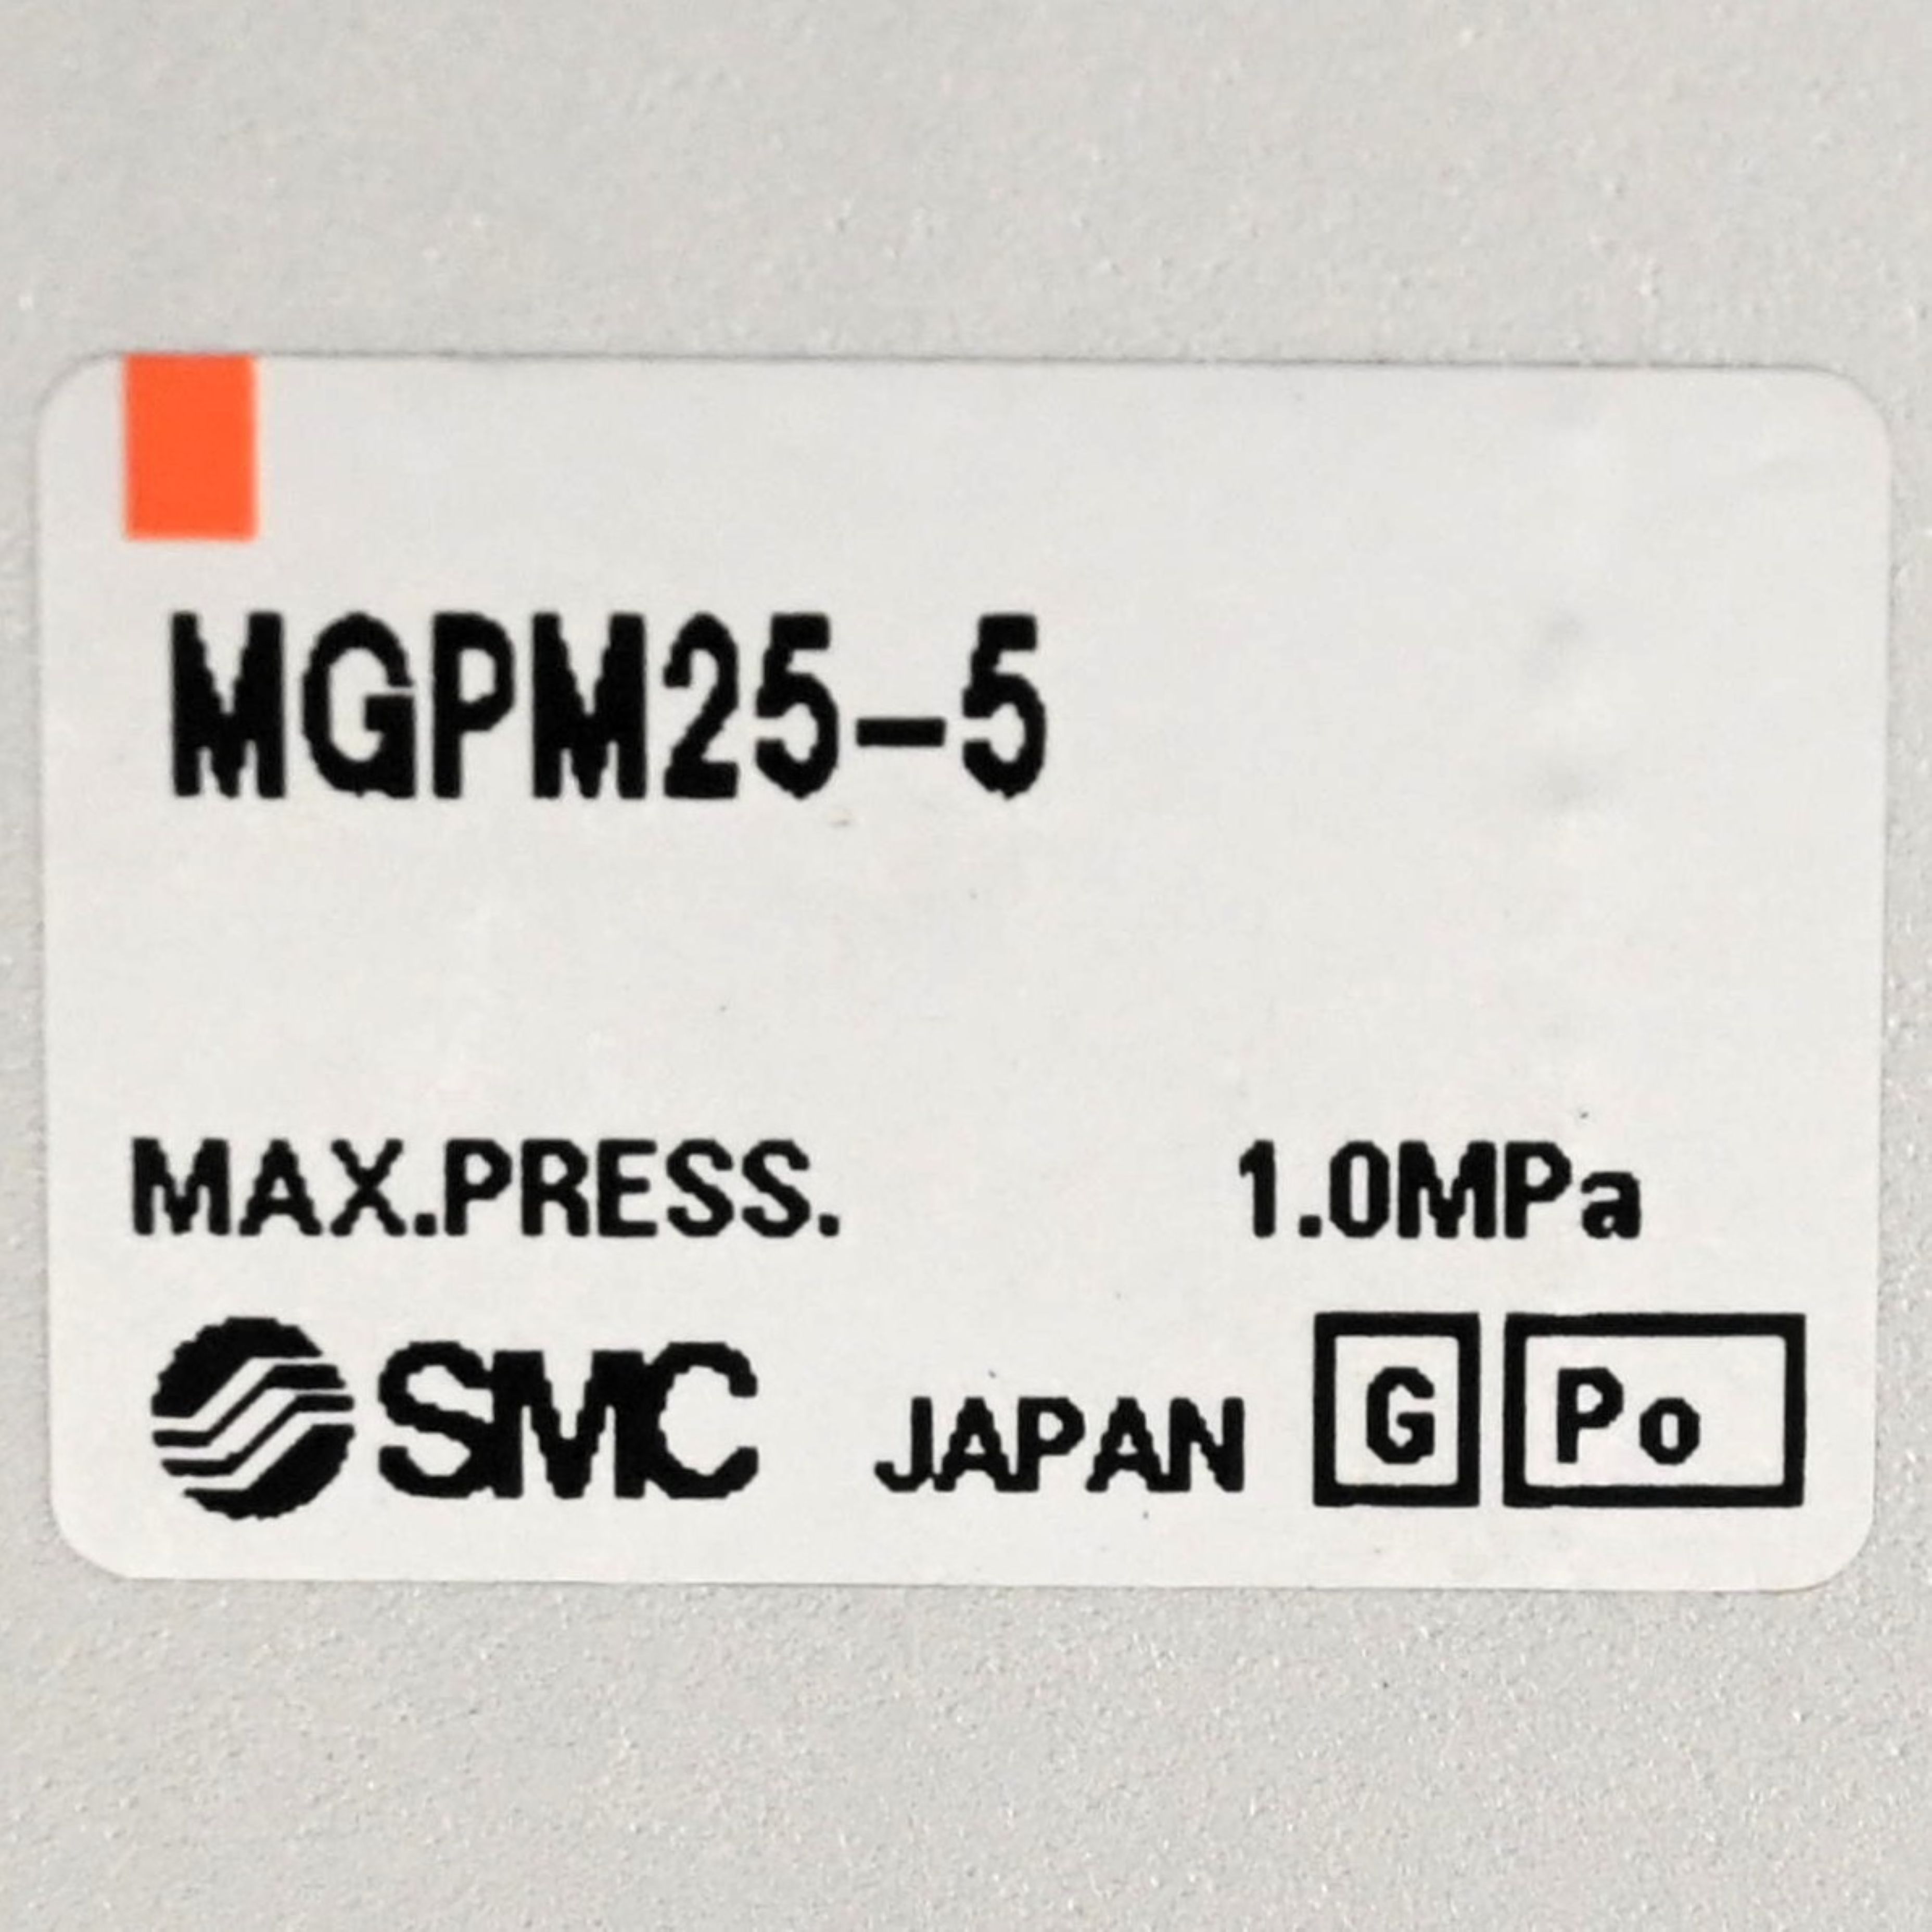 MGPM25-5
MAX.PRESS. 1.0MPa
SMC JAPAN G Po